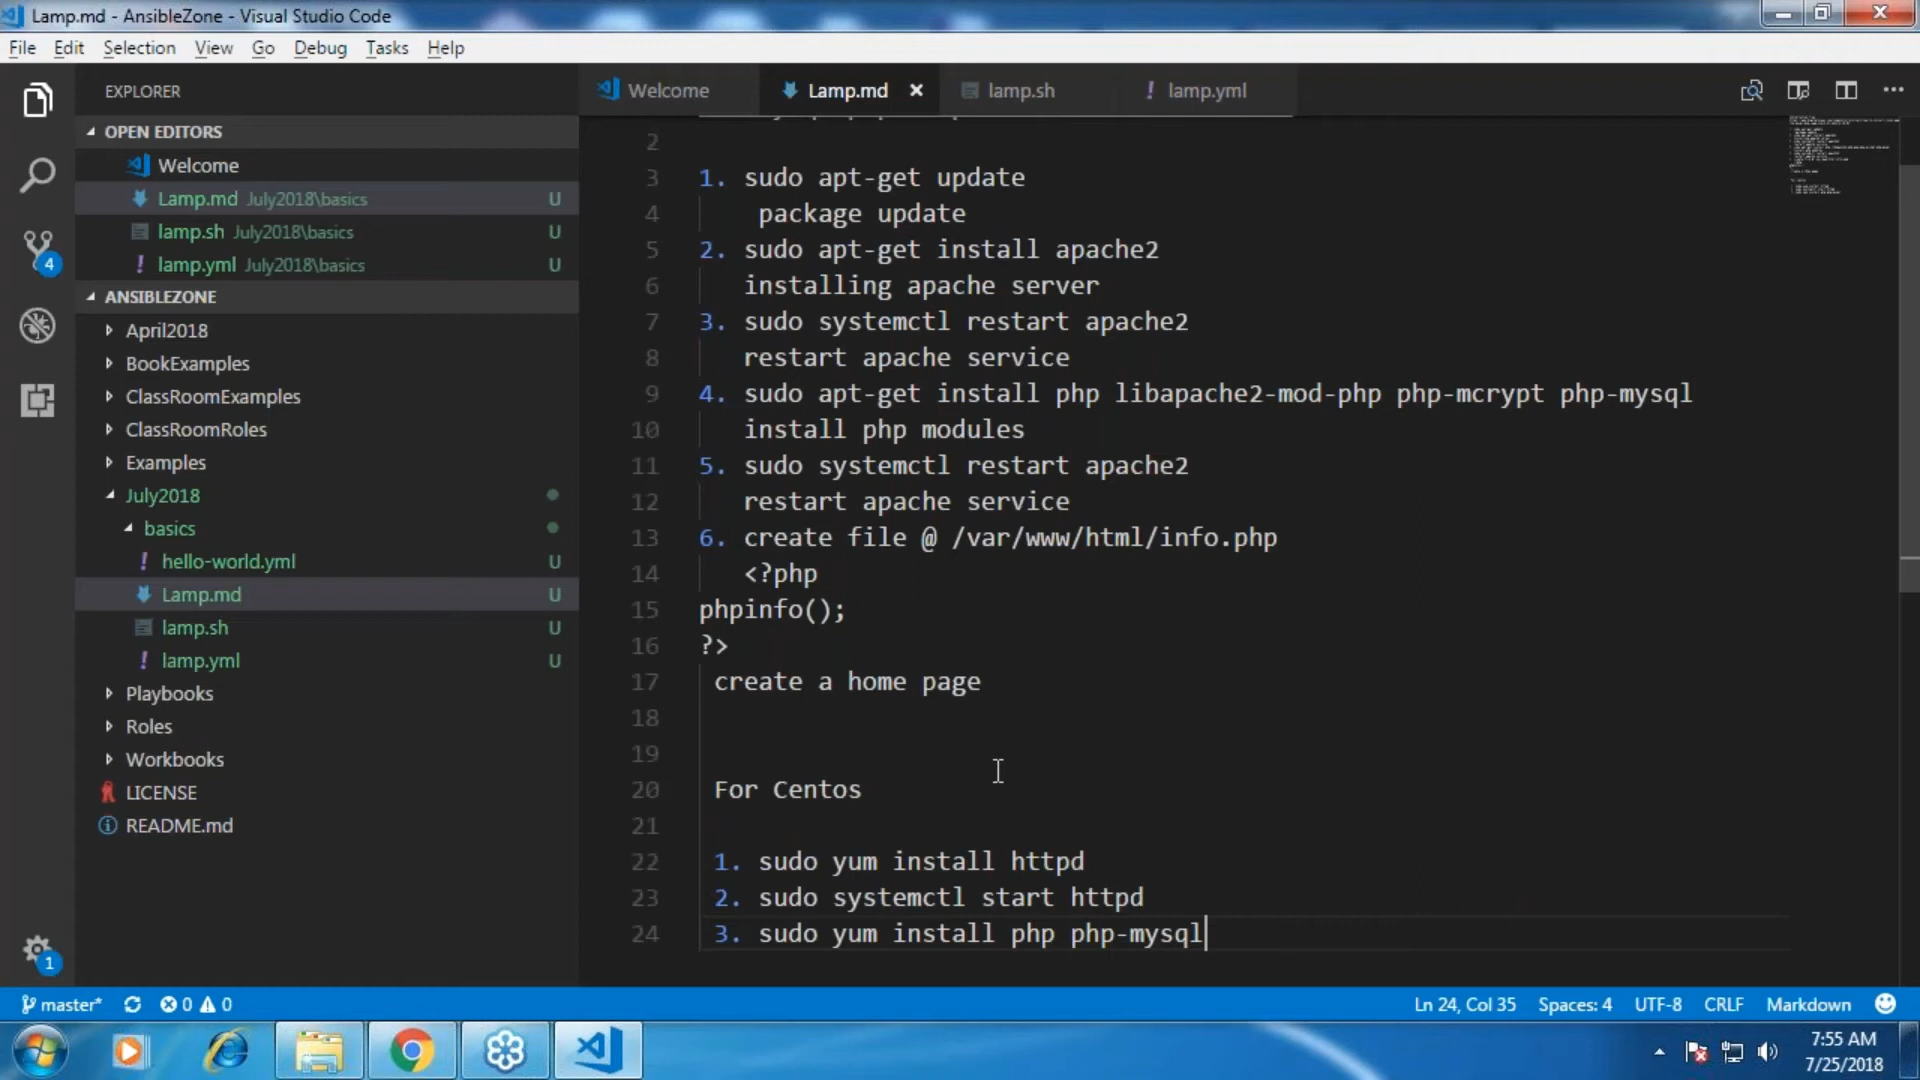 Lamp.md - AnsibleZone - Visual Studio Code
File Edit Selection View Go Debug Tasks Help
EXPLORER
Welcome
Lamp.md
lamp.sh
! lamp.yml
OPEN EDITORS
Welcome
Lamp.md July2018\basics U
lamp.sh July2018\basics U
! lamp.yml July2018\basics U
ANSIBLEZONE
April2018
BookExamples
ClassRoomExamples
ClassRoomRoles
Examples
July2018
basics
! hello-world.yml U
Lamp.md U
lamp.sh U
! lamp.yml U
Playbooks
Roles
Workbooks
LICENSE
README.md
4
1
2
3 1. sudo apt-get update
4 package update
5 2. sudo apt-get install apache2
6 installing apache server
7 3. sudo systemctl restart apache2
8 restart apache service
9 4. sudo apt-get install php libapache2-mod-php php-mcrypt php-mysql
10 install php modules
11 5. sudo systemctl restart apache2
12 restart apache service
13 6. create file @ /var/www/html/info.php
14 <?php
15 phpinfo();
16 ?>
17 create a home page
18
19
20 For Centos
21
22 1. sudo yum install httpd
23 2. sudo systemctl start httpd
24 3. sudo yum install php php-mysql
master* 0 0
Ln 24, Col 35 Spaces: 4 UTF-8 CRLF Markdown
7:55 AM
7/25/2018